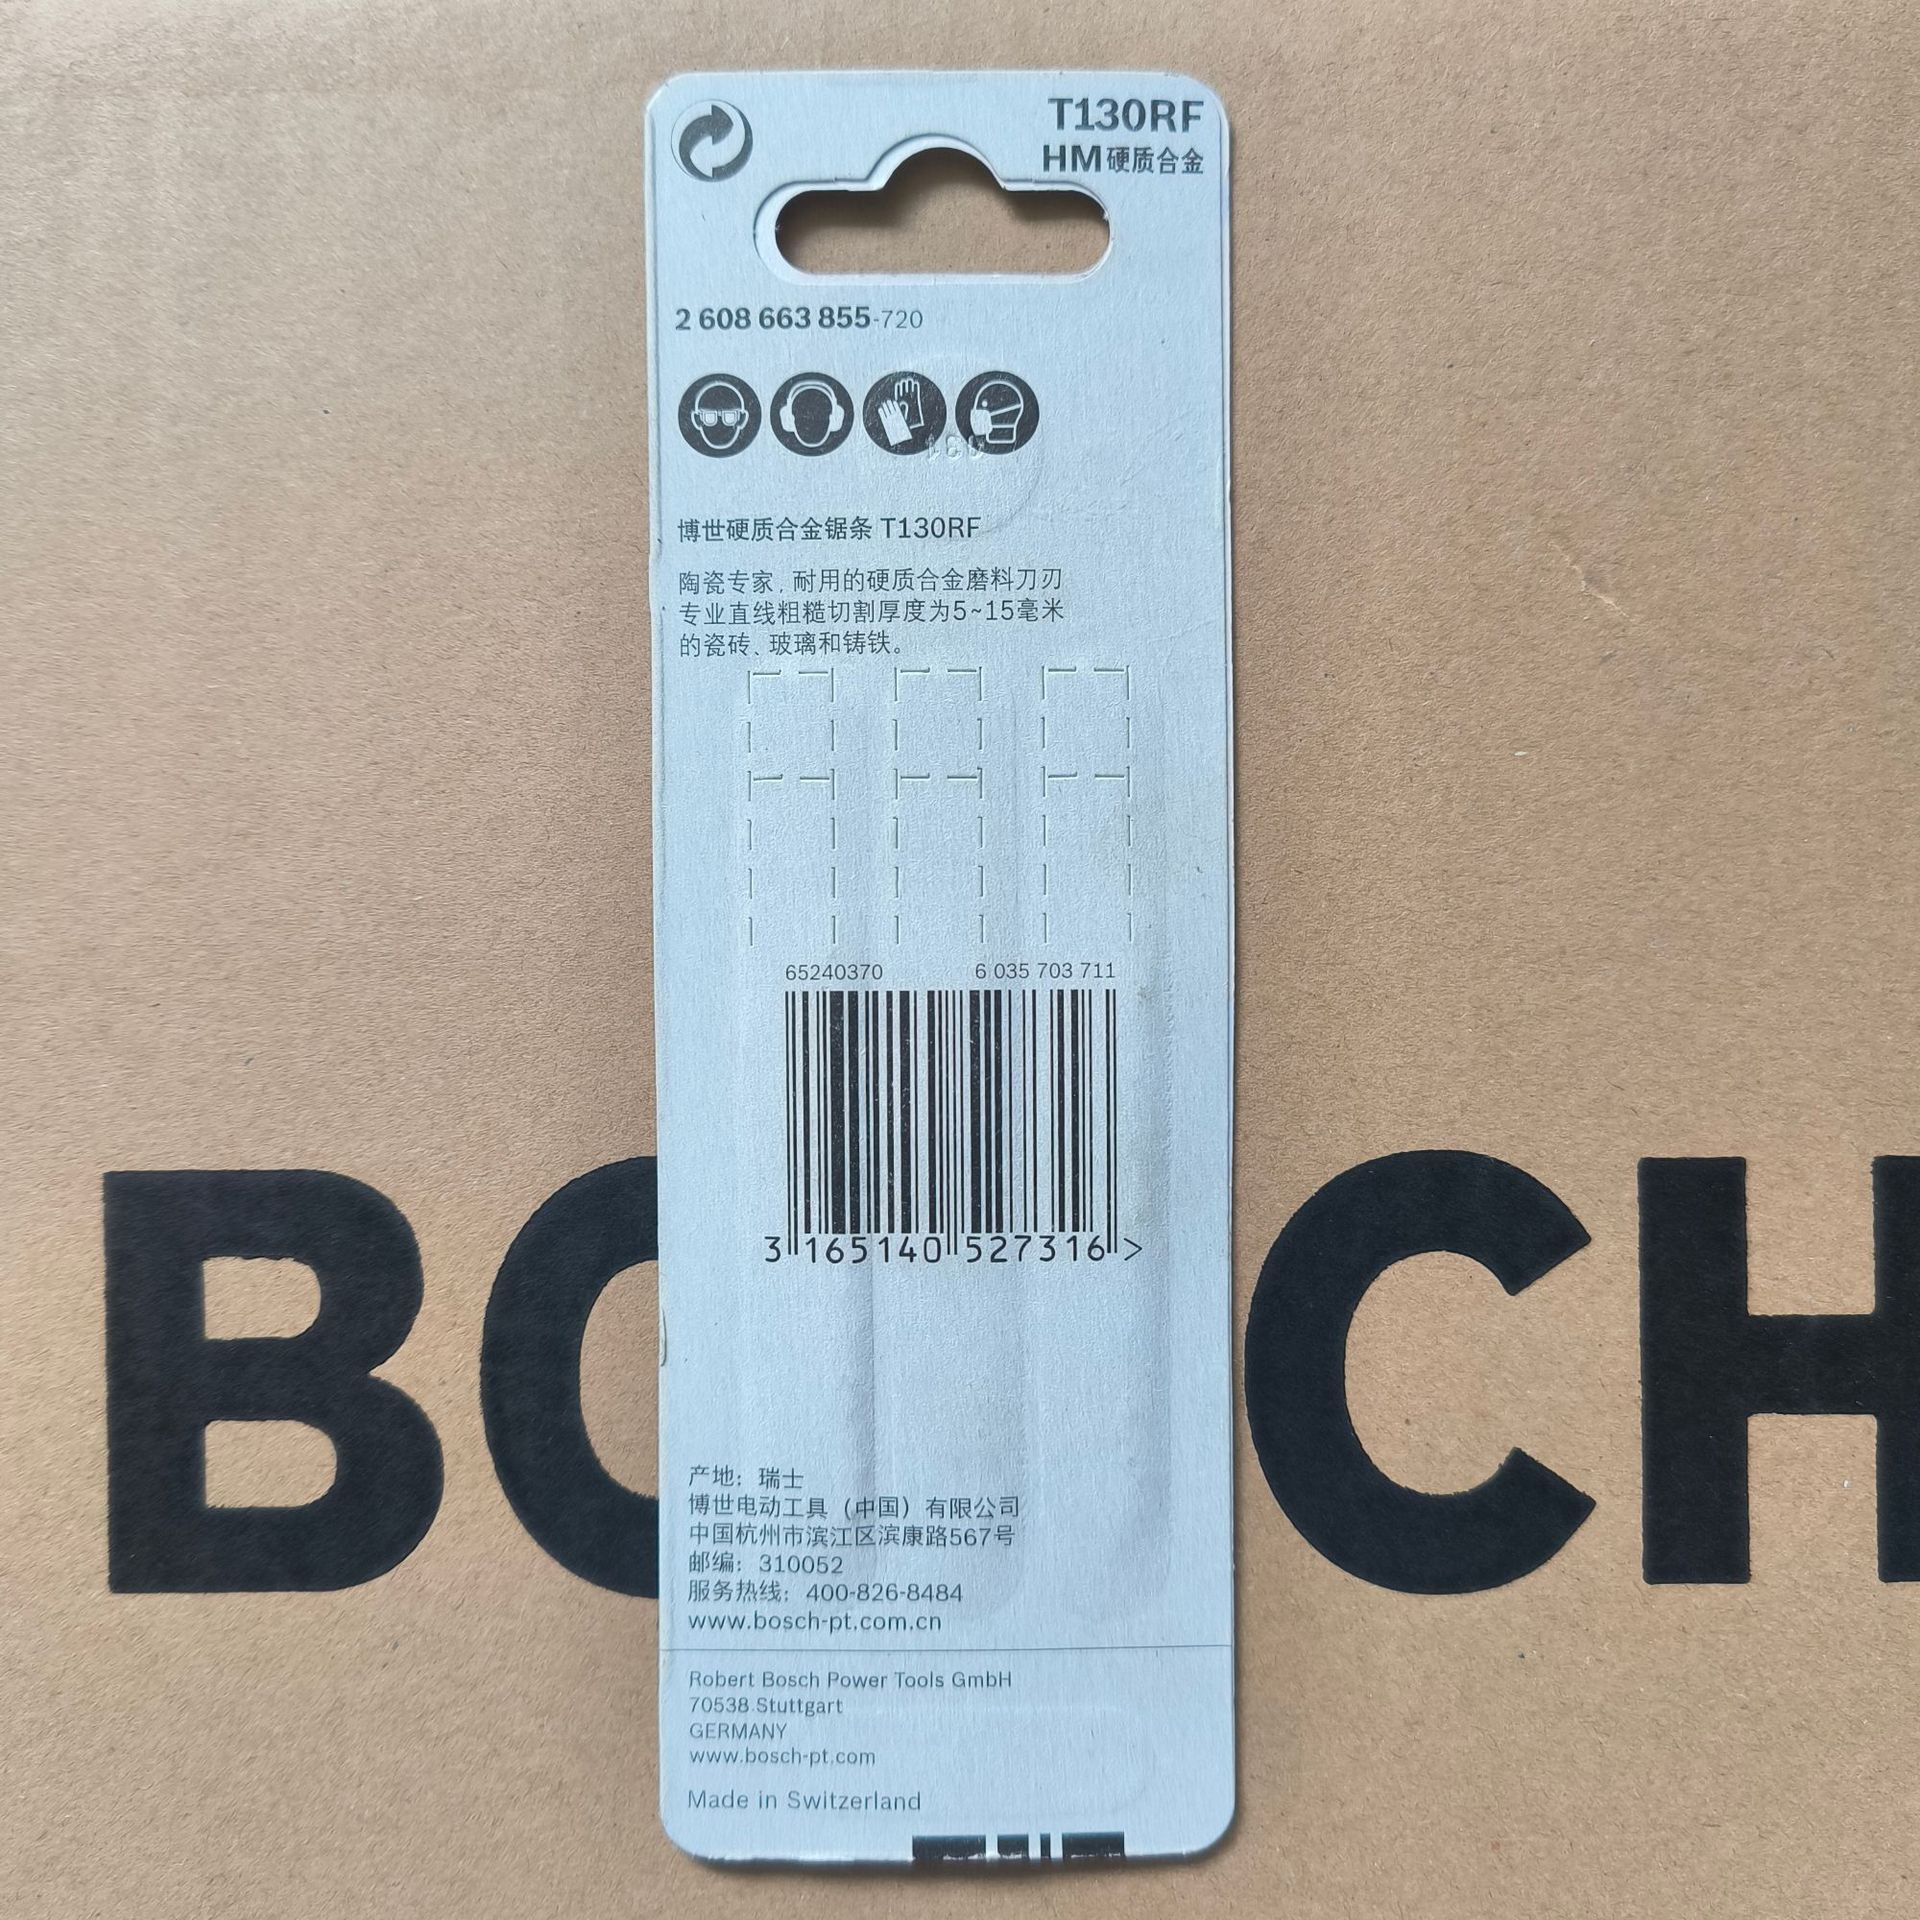 T130RF
HM硬质合金
2 608 663 855-720
博世硬质合金锯条 T130RF
陶瓷专家, 耐用的硬质合金磨料刀刃
专业直线粗糙切割厚度为5~15毫米
的瓷砖、玻璃和铸铁。
65240370 6 035 703 711
3 165140 527316 >
产地：瑞士
博世电动工具（中国）有限公司
中国杭州市滨江区滨康路567号
邮编：310052
服务热线：400-826-8484
www.bosch-pt.com.cn
Robert Bosch Power Tools GmbH
70538 Stuttgart
GERMANY
www.bosch-pt.com
Made in Switzerland
BO CH